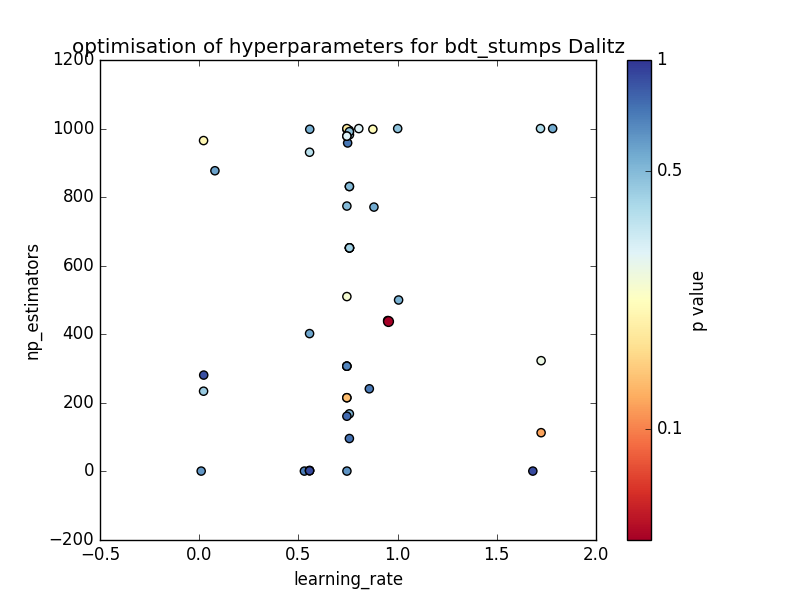 optimisation of hyperparameters for bdt_stumps Dalitz
1200
1000
800
600
400
200
0
−200
−0.5 0.0 0.5 1.0 1.5 2.0
learning_rate
np_estimators
1
0.5
0.1
p value